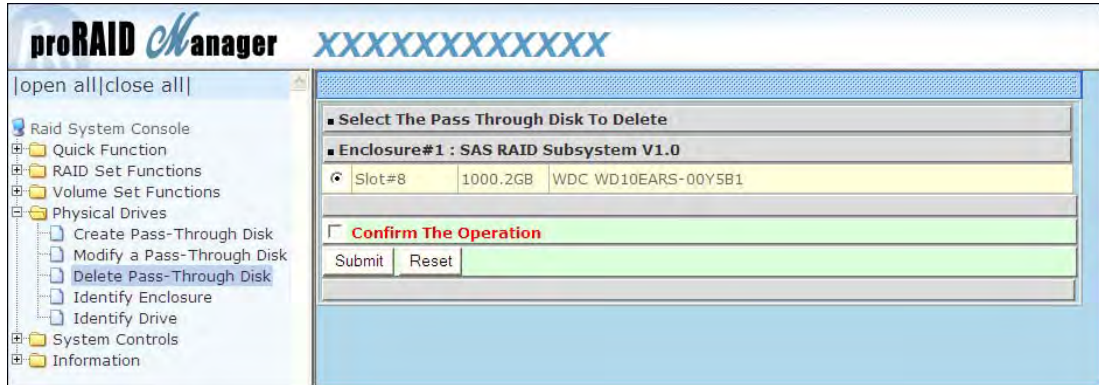 proRAID Manager XXXXXXXXXXXX
|open all|close all|
Raid System Console
Quick Function
RAID Set Functions
Volume Set Functions
Physical Drives
Create Pass-Through Disk
Modify a Pass-Through Disk
Delete Pass-Through Disk
Identify Enclosure
Identify Drive
System Controls
Information
Select The Pass Through Disk To Delete
Enclosure#1 : SAS RAID Subsystem V1.0
Slot#8 1000.2GB WDC WD10EARS-00Y5B1
Confirm The Operation
Submit Reset